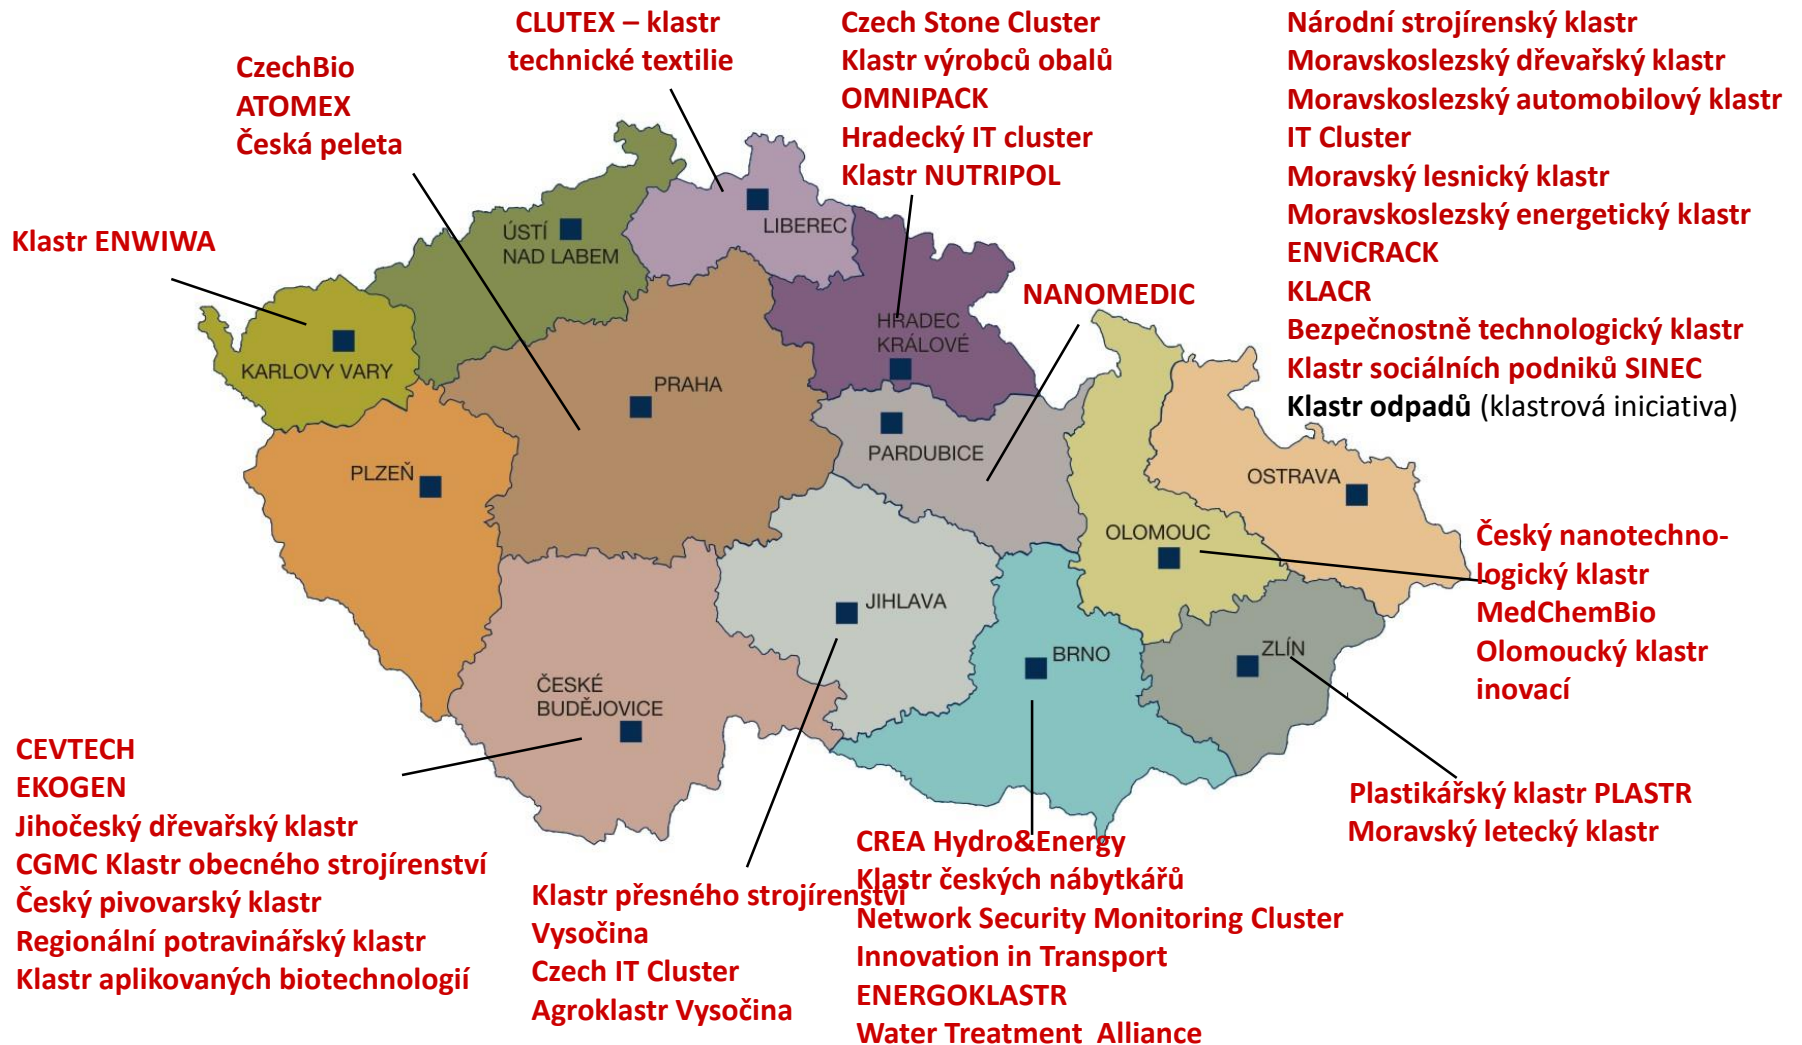 CLUTEX – klastr
technické textilie
Czech Stone Cluster
Klastr výrobců obalů
OMNIPACK
Hradecký IT cluster
Klastr NUTRIPOL
Národní strojírenský klastr
Moravskoslezský dřevařský klastr
Moravskoslezský automobilový klastr
IT Cluster
Moravský lesnický klastr
Moravskoslezský energetický klastr
ENViCRACK
KLACR
Bezpečnostně technologický klastr
Klastr sociálních podniků SINEC
Klastr odpadů (klastrová iniciativa)
CzechBio
ATOMEX
Česká peleta
Klastr ENWIWA
NANOMEDIC
ÚSTÍ
NAD LABEM
LIBEREC
HRADEC
KRÁLOVÉ
KARLOVY VARY
PRAHA
PARDUBICE
PLZEŇ
OSTRAVA
OLOMOUC
JIHLAVA
BRNO
ZLÍN
ČESKÉ
BUDĚJOVICE
Český nanotechno-
logický klastr
MedChemBio
Olomoucký klastr
inovací
Plastikářský klastr PLASTR
Moravský letecký klastr
CEVTECH
EKOGEN
Jihočeský dřevařský klastr
CGMC Klastr obecného strojírenství
Český pivovarský klastr
Regionální potravinářský klastr
Klastr aplikovaných biotechnologií
Klastr přesného strojírenství
Vysočina
Czech IT Cluster
Agroklastr Vysočina
CREA Hydro&Energy
Klastr českých nábytkářů
Network Security Monitoring Cluster
Innovation in Transport
ENERGOKLASTR
Water Treatment Alliance